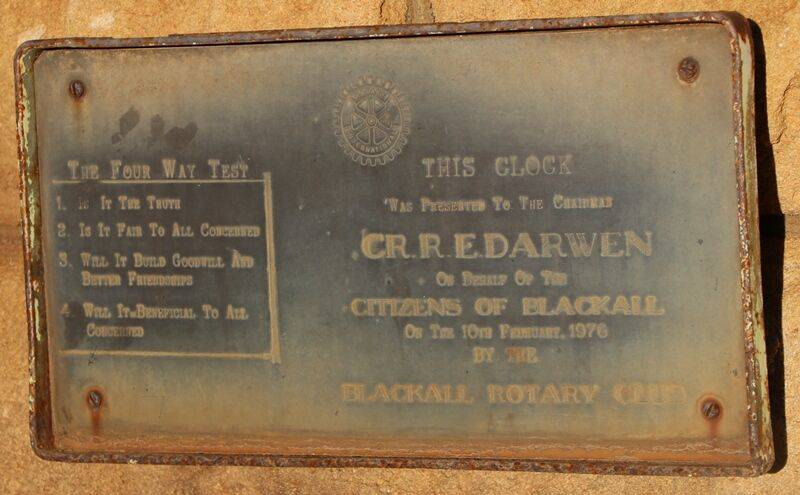 THE FOUR WAY TEST
1. IS IT THE TRUTH
2. IS IT FAIR TO ALL CONCERNED
3. WILL IT BUILD GOODWILL AND
BETTER FRIENDSHIPS
4. WILL IT BE BENEFICIAL TO ALL
CONCERNED
INTERNATIONAL
THIS CLOCK
WAS PRESENTED TO THE CHAIRMAN
CR. R. E. DARWEN
ON BEHALF OF THE
CITIZENS OF BLACKALL
ON THE 10TH FEBRUARY, 1976
BY THE
BLACKALL ROTARY CLUB